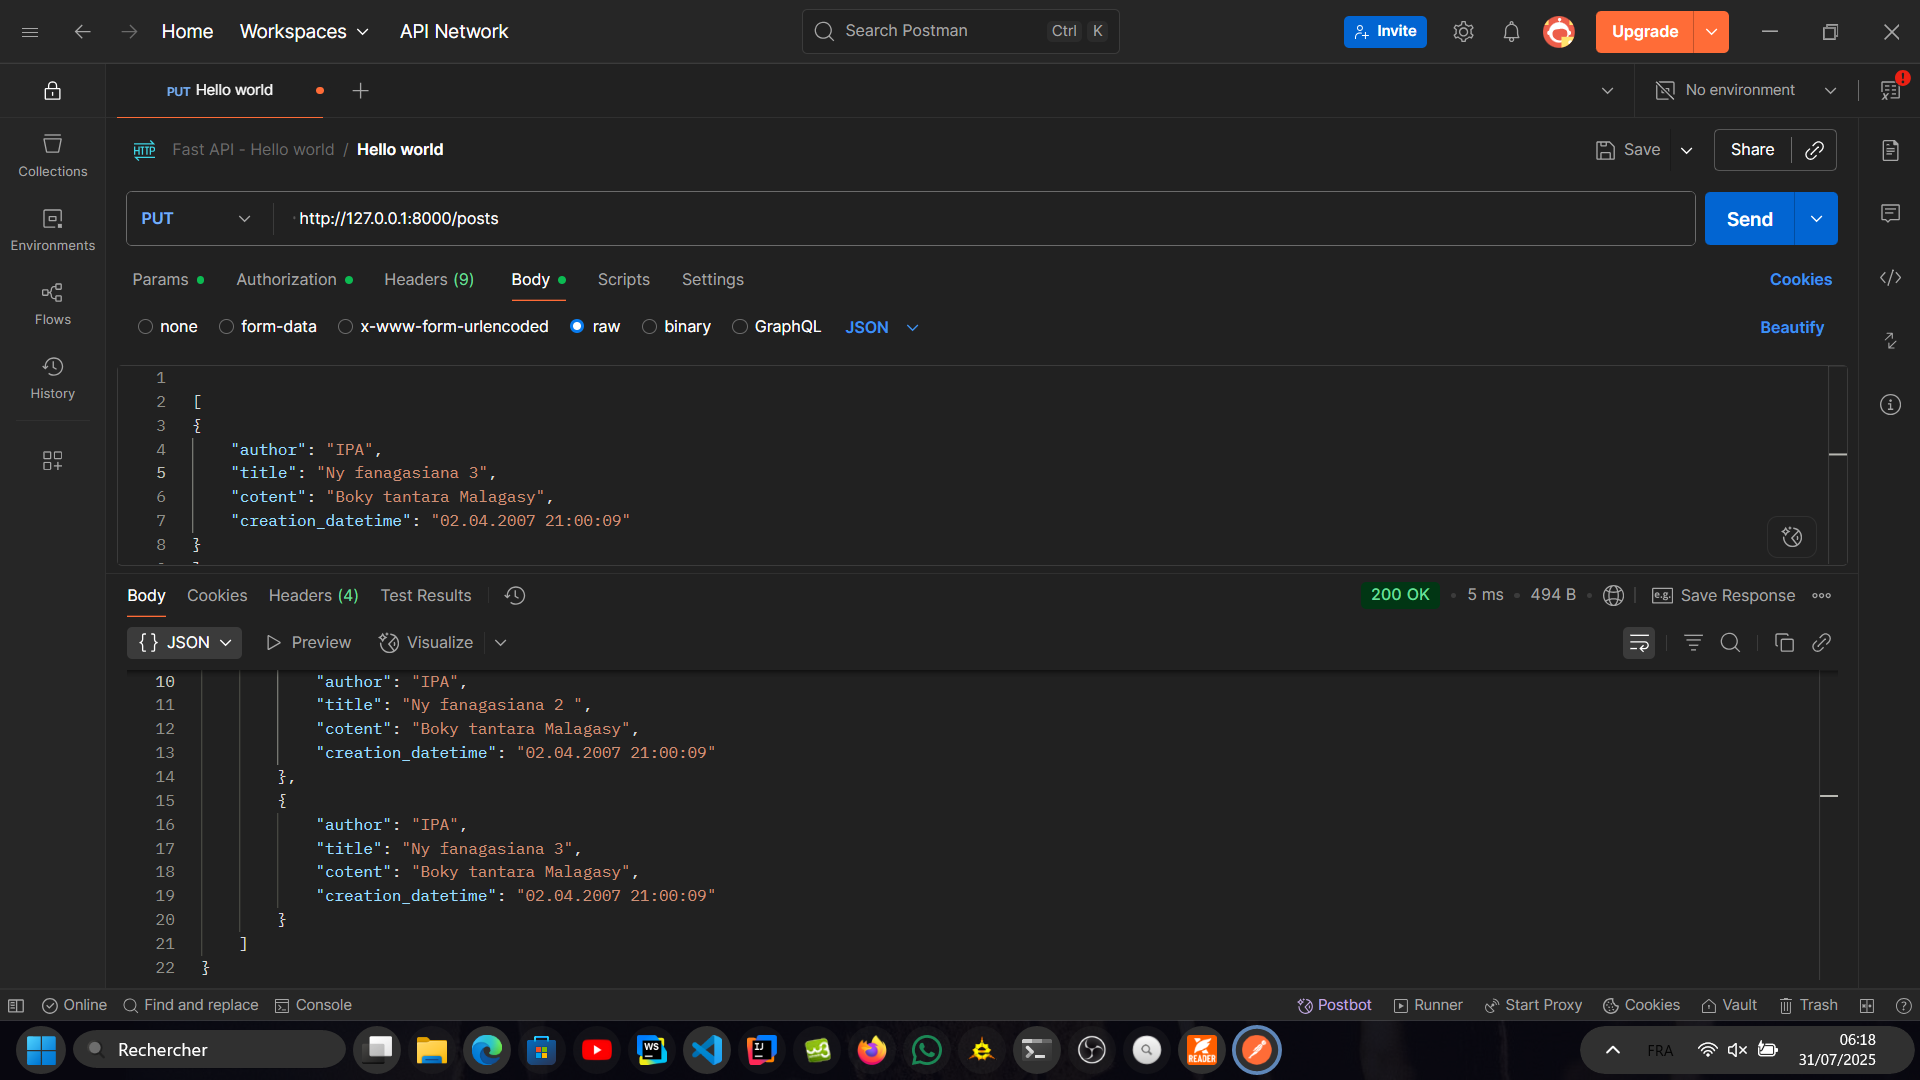 Home Workspaces API Network Search Postman Ctrl K Invite Upgrade
PUT Hello world No environment
HTTP Fast API - Hello world / Hello world Save Share
Collections
Environments
Flows
History
PUT http://127.0.0.1:8000/posts Send
Params Authorization Headers (9) Body Scripts Settings Cookies
none form-data x-www-form-urlencoded raw binary GraphQL JSON Beautify
1
2 [
3 {
4 "author": "IPA",
5 "title": "Ny fanagasiana 3",
6 "cotent": "Boky tantara Malagasy",
7 "creation_datetime": "02.04.2007 21:00:09"
8 }
Body Cookies Headers (4) Test Results 200 OK • 5 ms • 494 B • e.g. Save Response
{} JSON Preview Visualize
10 "author": "IPA",
11 "title": "Ny fanagasiana 2 ",
12 "cotent": "Boky tantara Malagasy",
13 "creation_datetime": "02.04.2007 21:00:09"
14 },
15 {
16 "author": "IPA",
17 "title": "Ny fanagasiana 3",
18 "cotent": "Boky tantara Malagasy",
19 "creation_datetime": "02.04.2007 21:00:09"
20 }
21 ]
22 }
Online Find and replace Console Postbot Runner Start Proxy Cookies Vault Trash
Rechercher WS IJ READER FRA 06:18
31/07/2025